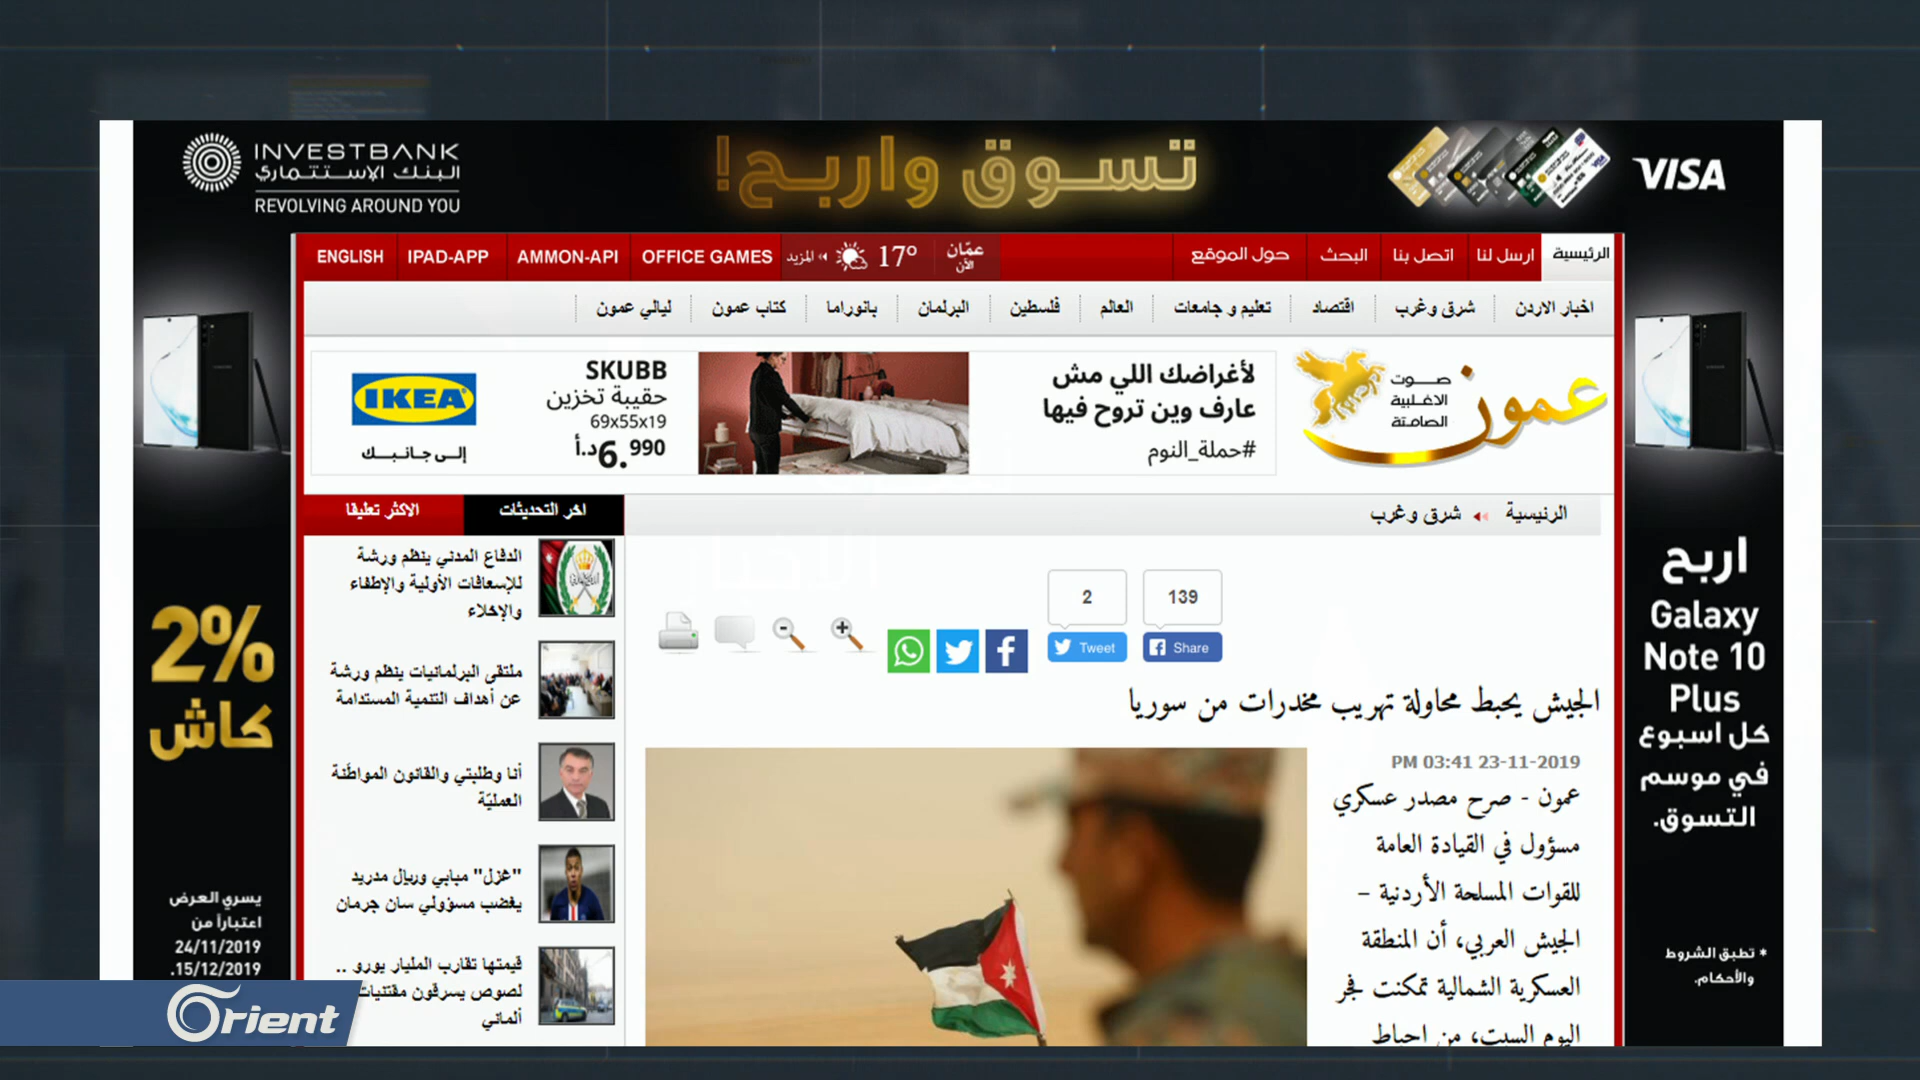 INVESTBANK
البنك الإستثماري
REVOLVING AROUND YOU
تسوق واربح!
VISA
الرئيسية
ارسل لنا
اتصل بنا
البحث
حول الموقع
عمّان
الآن
17°
المزيد
OFFICE GAMES
AMMON-API
IPAD-APP
ENGLISH
اخبار الاردن
شرق وغرب
اقتصاد
تعليم و جامعات
العالم
فلسطين
البرلمان
بانوراما
كتاب عمون
ليالي عمون
عمون
صوت
الاغلبية
الصامتة
لأغراضك اللي مش
عارف وين تروح فيها
#حملة_النوم
SKUBB
حقيبة تخزين
69x55x19
6.990 د.أ
IKEA
إلى جانبك
الرئيسية
شرق وغرب
اخر التحديثات
الاكثر تعليقا
الدفاع المدني ينظم ورشة
للإسعافات الأولية والإطفاء
والإخلاء
ملتقى البرلمانيات ينظم ورشة
عن أهداف التنمية المستدامة
أنا وطلبتي والقانون المواطَنة
العمليّة
"غزل" مبابي وريال مدريد
يغضب مسؤولي سان جرمان
قيمتها تقارب المليار يورو ..
لصوص يسرقون مقتنيات
ألماني
2
139
Tweet
Share
الجيش يحبط محاولة تهريب مخدرات من سوريا
PM 03:41 23-11-2019
عمون - صرح مصدر عسكري
مسؤول في القيادة العامة
للقوات المسلحة الأردنية –
الجيش العربي، أن المنطقة
العسكرية الشمالية تمكنت فجر
اليوم السبت، من احباط
اربح
Galaxy
Note 10
Plus
كل اسبوع
في موسم
التسوق.
* تطبق الشروط
والأحكام.
2%
كاش
يسري العرض
اعتباراً من
24/11/2019
15/12/2019.
الاخبار
Orient